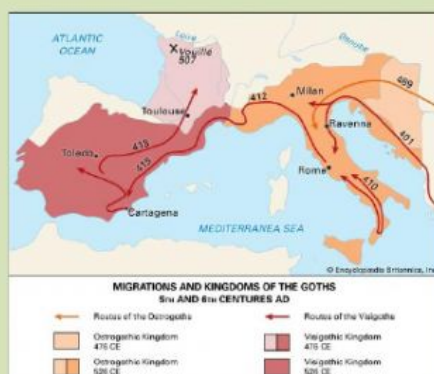 ATLANTIC
OCEAN
Loire
Vouillé
507
Danube
489
Milan
412
Toulouse
Ravenna
401
418
Toledo
415
Rome
410
Cartagena
MEDITERRANEA SEA
© Encyclopædia Britannica, Inc
MIGRATIONS AND KINGDOMS OF THE GOTHS
5TH AND 6TH CENTURES AD
Routes of the Ostrogoths
Routes of the Visigoths
Ostrogothic Kingdom
476 CE
Visigothic Kingdom
476 CE
Ostrogothic Kingdom
526 CE
Visigothic Kingdom
526 CE